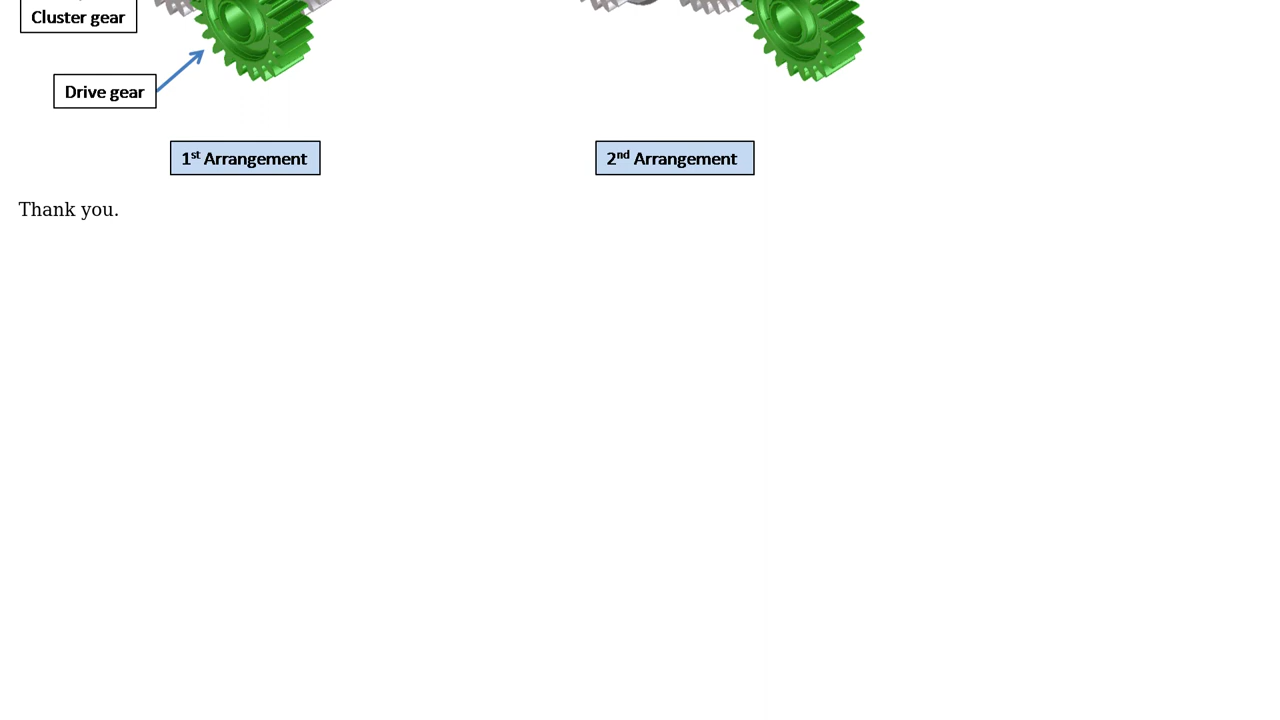 Cluster gear
Drive gear
1st Arrangement
2nd Arrangement
Thank you.